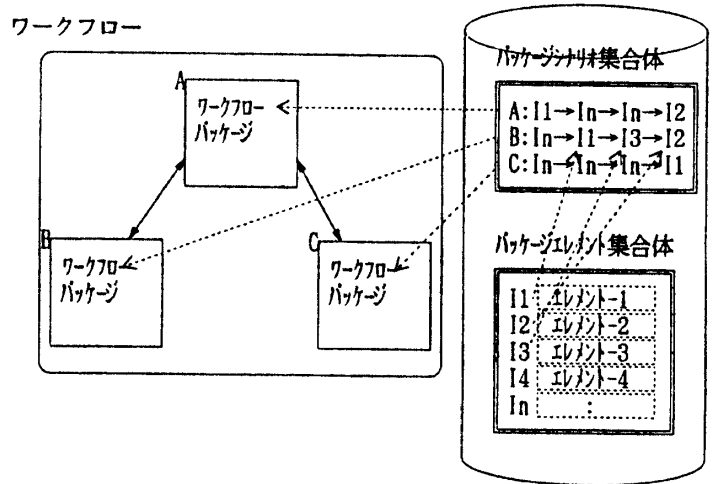 ワークフロー
A
ワークフロー
パッケージ
B
ワークフロー
パッケージ
C
ワークフロー
パッケージ
パッケージシナリオ集合体
A:I1→In→In→I2
B:In→I1→I3→I2
C:In→In→In→I1
パッケージエレメント集合体
I1 エレメント-1
I2 エレメント-2
I3 エレメント-3
I4 エレメント-4
In :